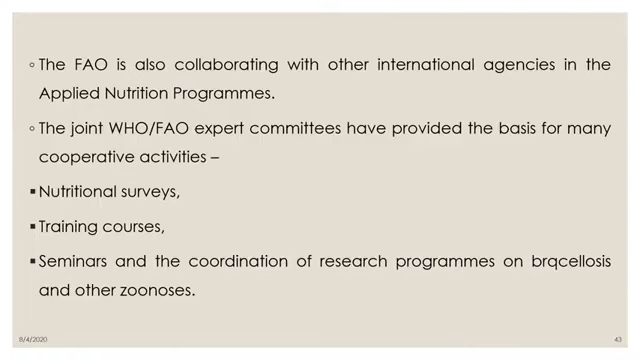 ◦ The FAO is also collaborating with other international agencies in the
Applied Nutrition Programmes.
◦ The joint WHO/FAO expert committees have provided the basis for many
cooperative activities –
▪ Nutritional surveys,
▪ Training courses,
▪ Seminars and the coordination of research programmes on brqcellosis
and other zoonoses.
8/4/2020
43